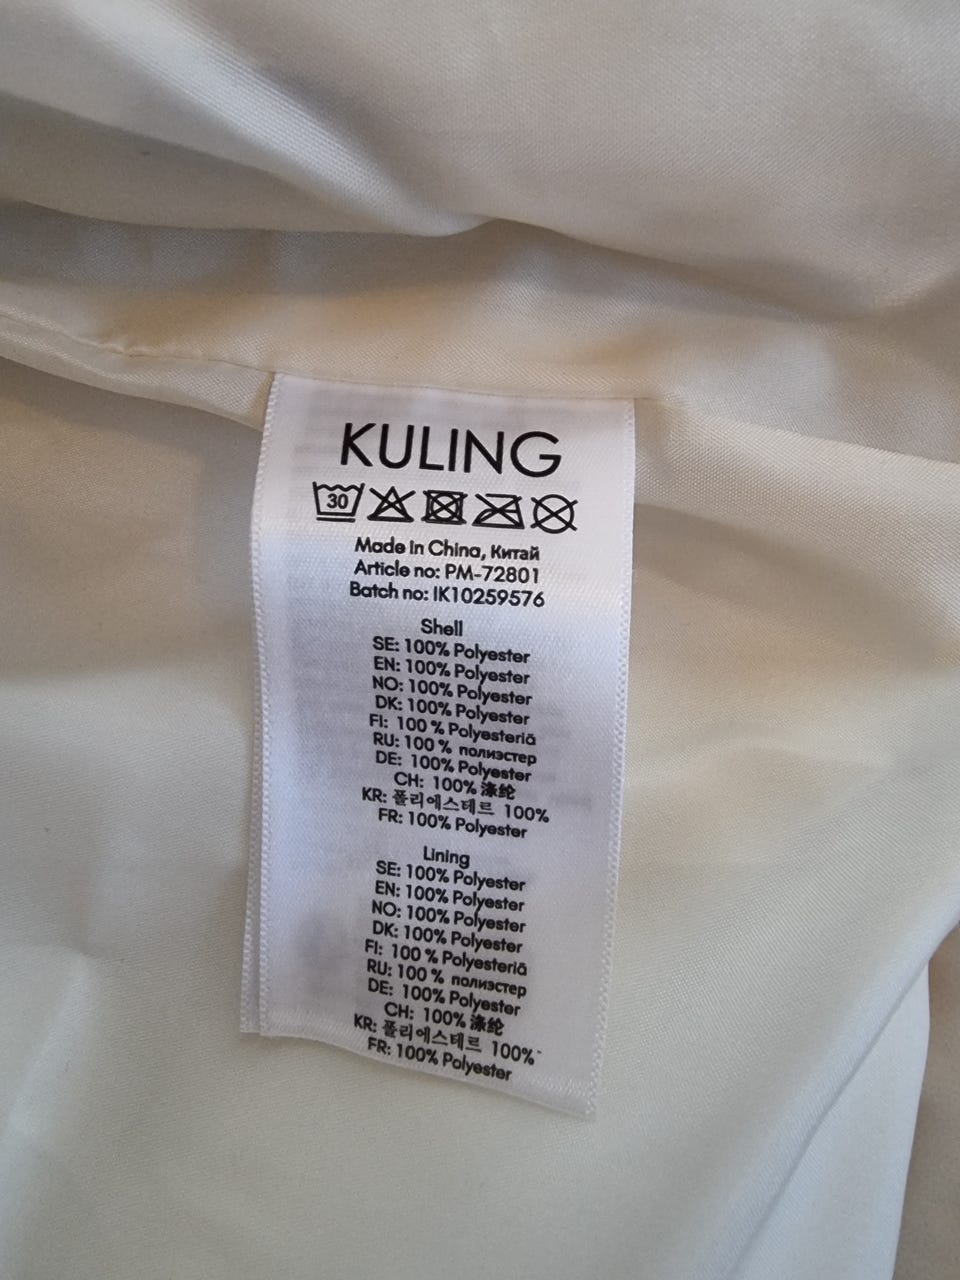 KULING
30
Made in China, Китай
Article no: PM-72801
Batch no: IK10259576
Shell
SE: 100% Polyester
EN: 100% Polyester
NO: 100% Polyester
DK: 100% Polyester
FI: 100 % Polyesteriä
RU: 100 % полиэстер
DE: 100% Polyester
CH: 100% 涤纶
KR: 폴리에스테르 100%
FR: 100% Polyester
Lining
SE: 100% Polyester
EN: 100% Polyester
NO: 100% Polyester
DK: 100% Polyester
FI: 100 % Polyesteriä
RU: 100 % полиэстер
DE: 100% Polyester
CH: 100% 涤纶
KR: 폴리에스테르 100%
FR: 100% Polyester